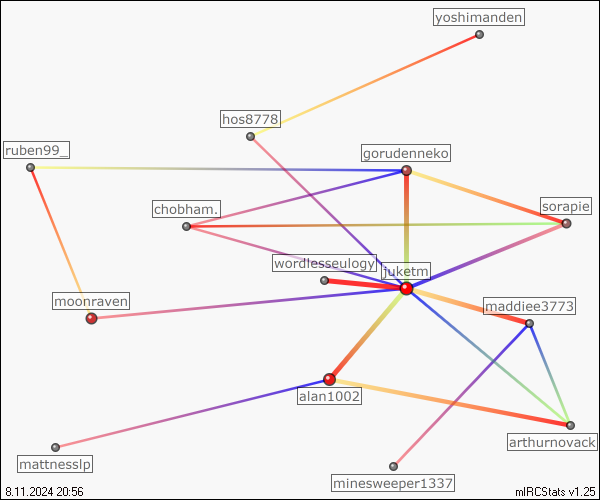 yoshimanden
hos8778
ruben99_
gorudenneko
chobham.
sorapie
wordlesseulogy
juketm
moonraven
maddiee3773
alan1002
arthurnovack
mattnesslp
minesweeper1337
8.11.2024 20:56
mIRCStats v1.25